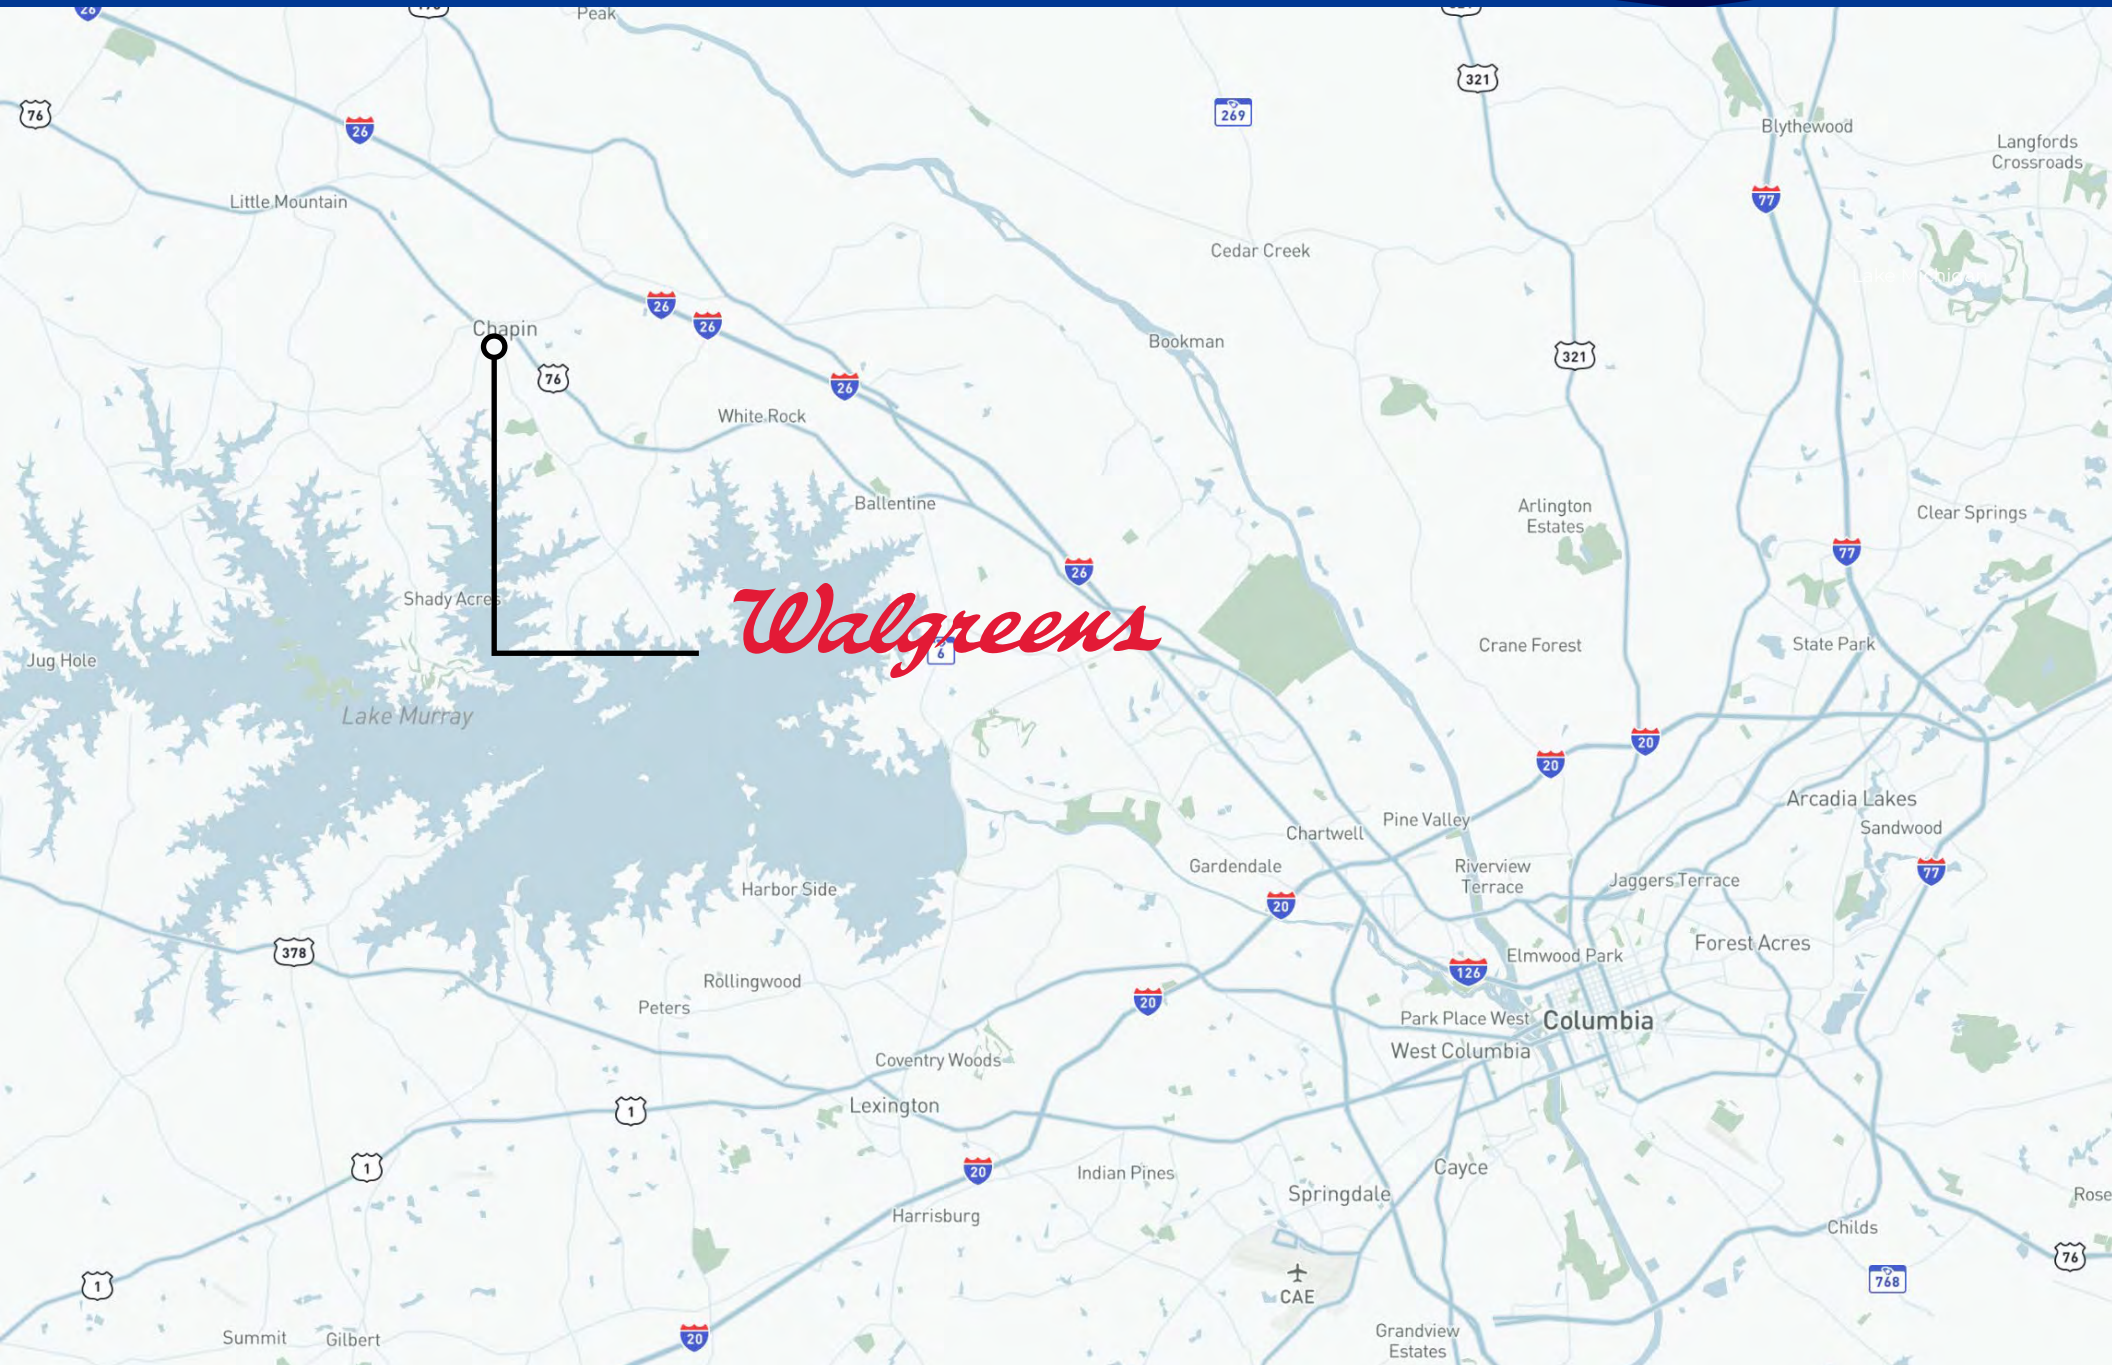 26
Peak
321
76
26
269
Blythewood
Langfords
Crossroads
Little Mountain
77
Cedar Creek
Lake Michigan
26
26
Chapin
Bookman
321
76
26
White Rock
Ballentine
Arlington
Estates
Clear Springs
77
26
Shady Acres
Walgreens
6
Crane Forest
State Park
Jug Hole
Lake Murray
20
20
Arcadia Lakes
Pine Valley
Chartwell
Sandwood
Gardendale
Riverview
Terrace
Jaggers Terrace
77
Harbor Side
20
378
Forest Acres
Elmwood Park
126
Rollingwood
Peters
20
Park Place West
Columbia
West Columbia
Coventry Woods
Lexington
1
1
20
Indian Pines
Cayce
Springdale
Rose
Harrisburg
Childs
76
1
CAE
768
Summit
Gilbert
20
Grandview
Estates